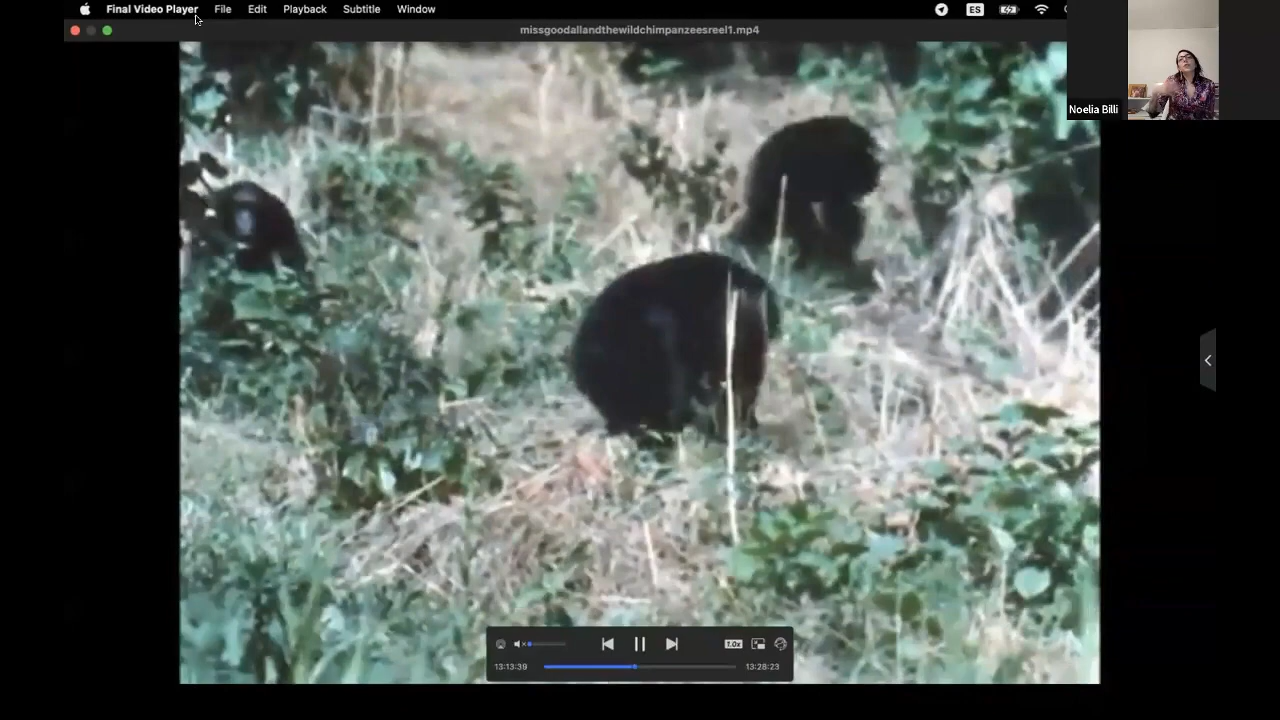 Final Video Player File Edit Playback Subtitle Window ES
missgoodallandthewildchimpanzeesreel1.mp4
Noelia Billi
1.0x
13:13:39 13:28:23